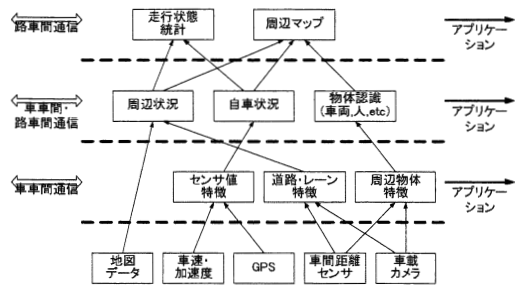 路車間通信
走行状態
統計
周辺マップ
アプリケー
ション
車車間・
路車間通信
周辺状況
自車状況
物体認識
(車両,人,etc)
アプリケー
ション
車車間通信
センサ値
特徴
道路・レーン
特徴
周辺物体
特徴
アプリケー
ション
地図
データ
車速・
加速度
GPS
車間距離
センサ
車載
カメラ